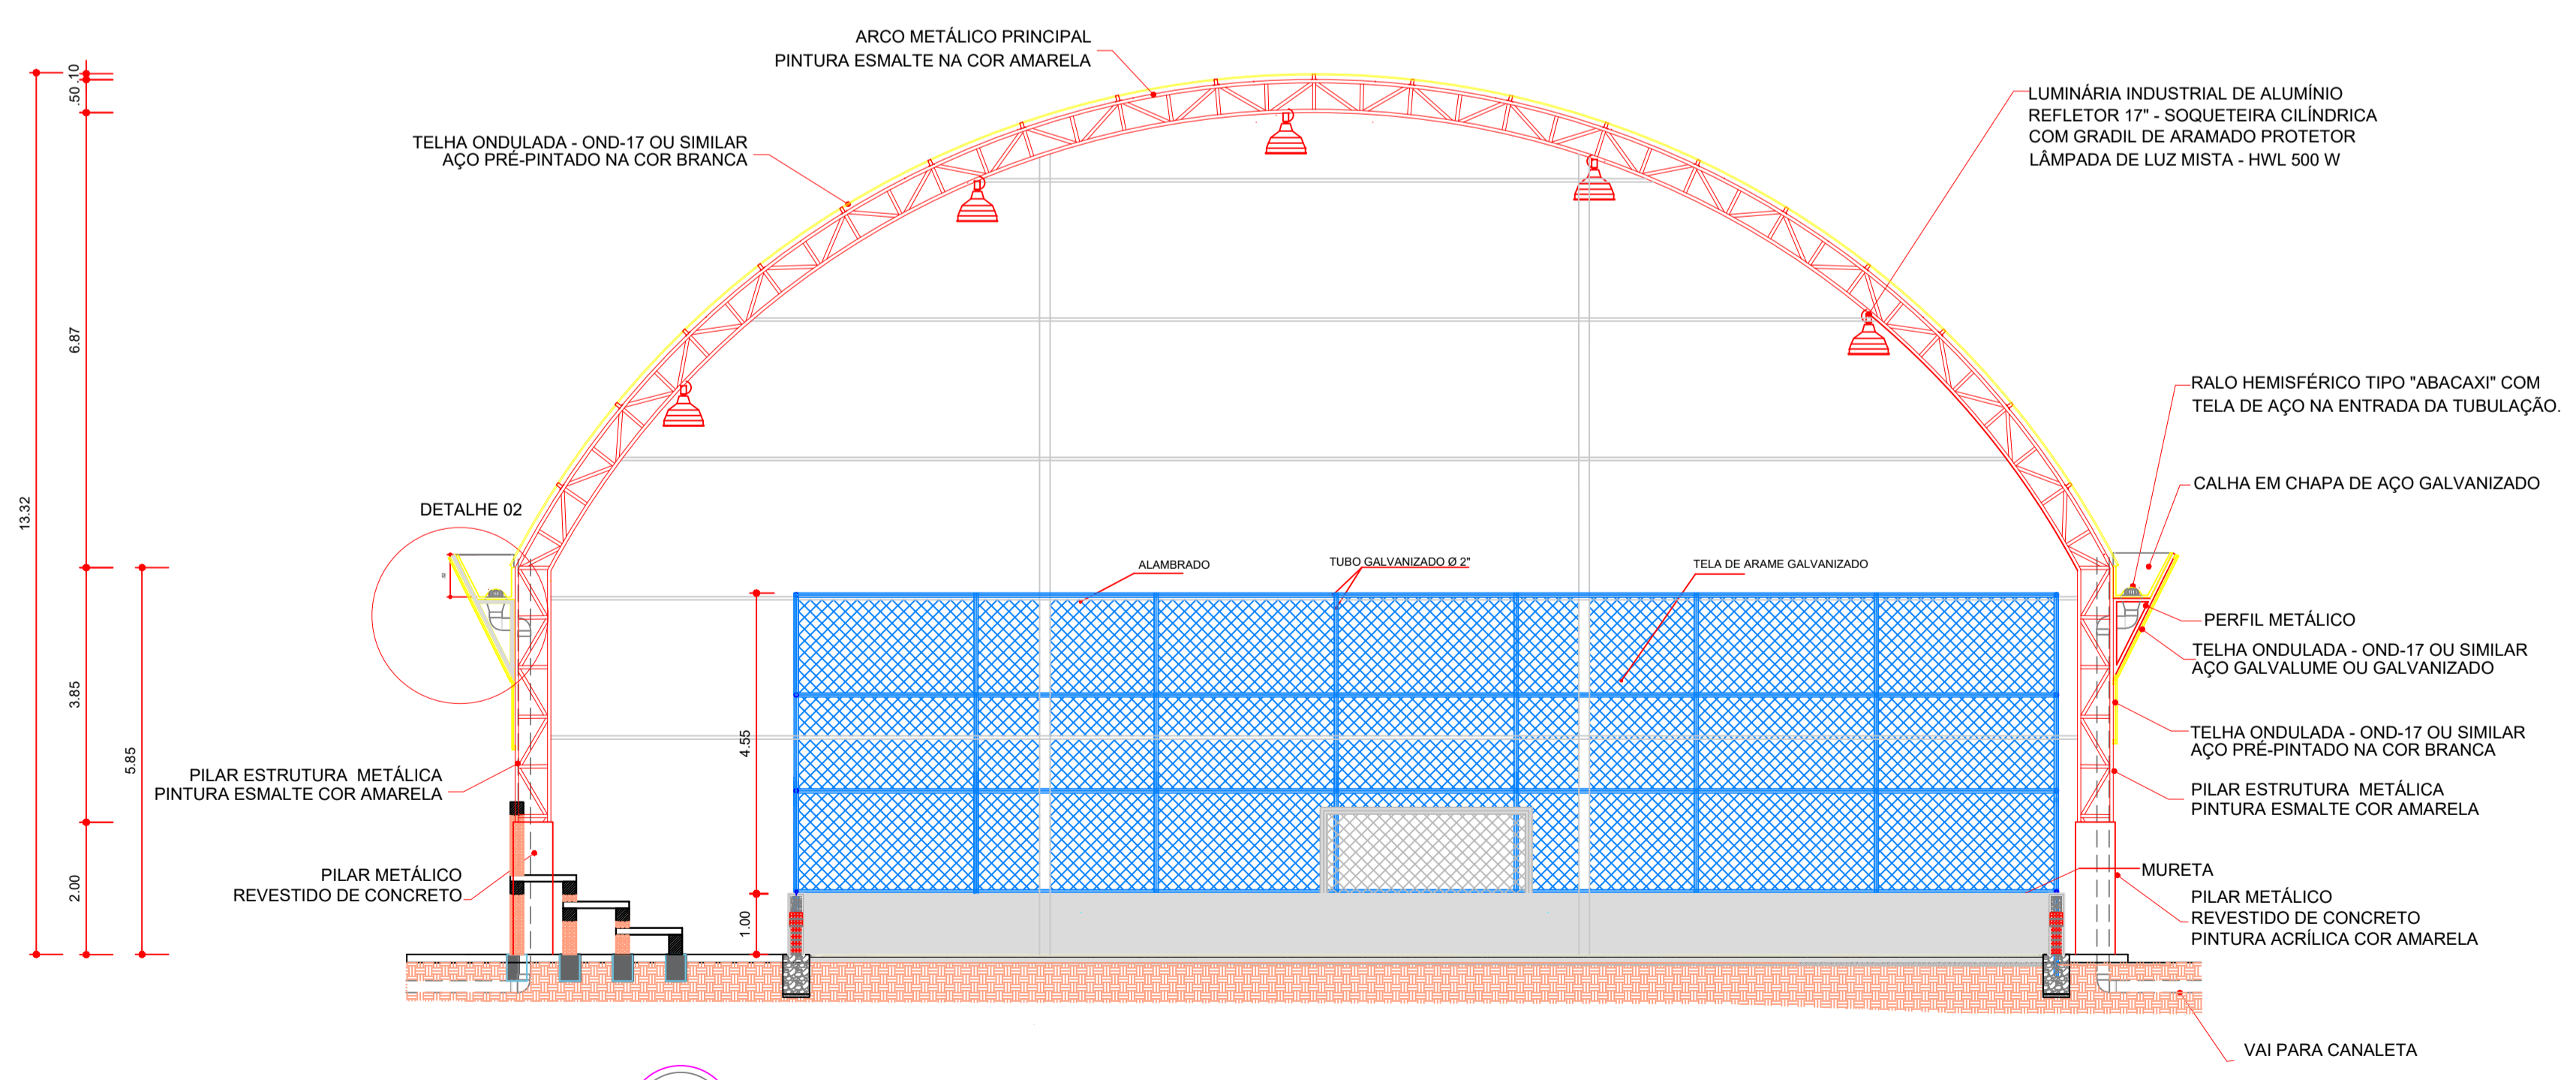 ARCO METÁLICO PRINCIPAL
PINTURA ESMALTE NA COR AMARELA
TELHA ONDULADA - OND-17 OU SIMILAR
AÇO PRÉ-PINTADO NA COR BRANCA
LUMINÁRIA INDUSTRIAL DE ALUMÍNIO
REFLETOR 17" - SOQUETEIRA CILÍNDRICA
COM GRADIL DE ARAMADO PROTETOR
LÂMPADA DE LUZ MISTA - HWL 500 W
RALO HEMISFÉRICO TIPO "ABACAXI" COM
TELA DE AÇO NA ENTRADA DA TUBULAÇÃO.
CALHA EM CHAPA DE AÇO GALVANIZADO
DETALHE 02
ALAMBRADO
TUBO GALVANIZADO Ø 2"
TELA DE ARAME GALVANIZADO
PERFIL METÁLICO
TELHA ONDULADA - OND-17 OU SIMILAR
AÇO GALVALUME OU GALVANIZADO
TELHA ONDULADA - OND-17 OU SIMILAR
AÇO PRÉ-PINTADO NA COR BRANCA
PILAR ESTRUTURA METÁLICA
PINTURA ESMALTE COR AMARELA
PILAR ESTRUTURA METÁLICA
PINTURA ESMALTE COR AMARELA
PILAR METÁLICO
REVESTIDO DE CONCRETO
MURETA
PILAR METÁLICO
REVESTIDO DE CONCRETO
PINTURA ACRÍLICA COR AMARELA
VAI PARA CANALETA
13.32
.10
.50
6.87
3.85
2.00
5.85
4.55
1.00